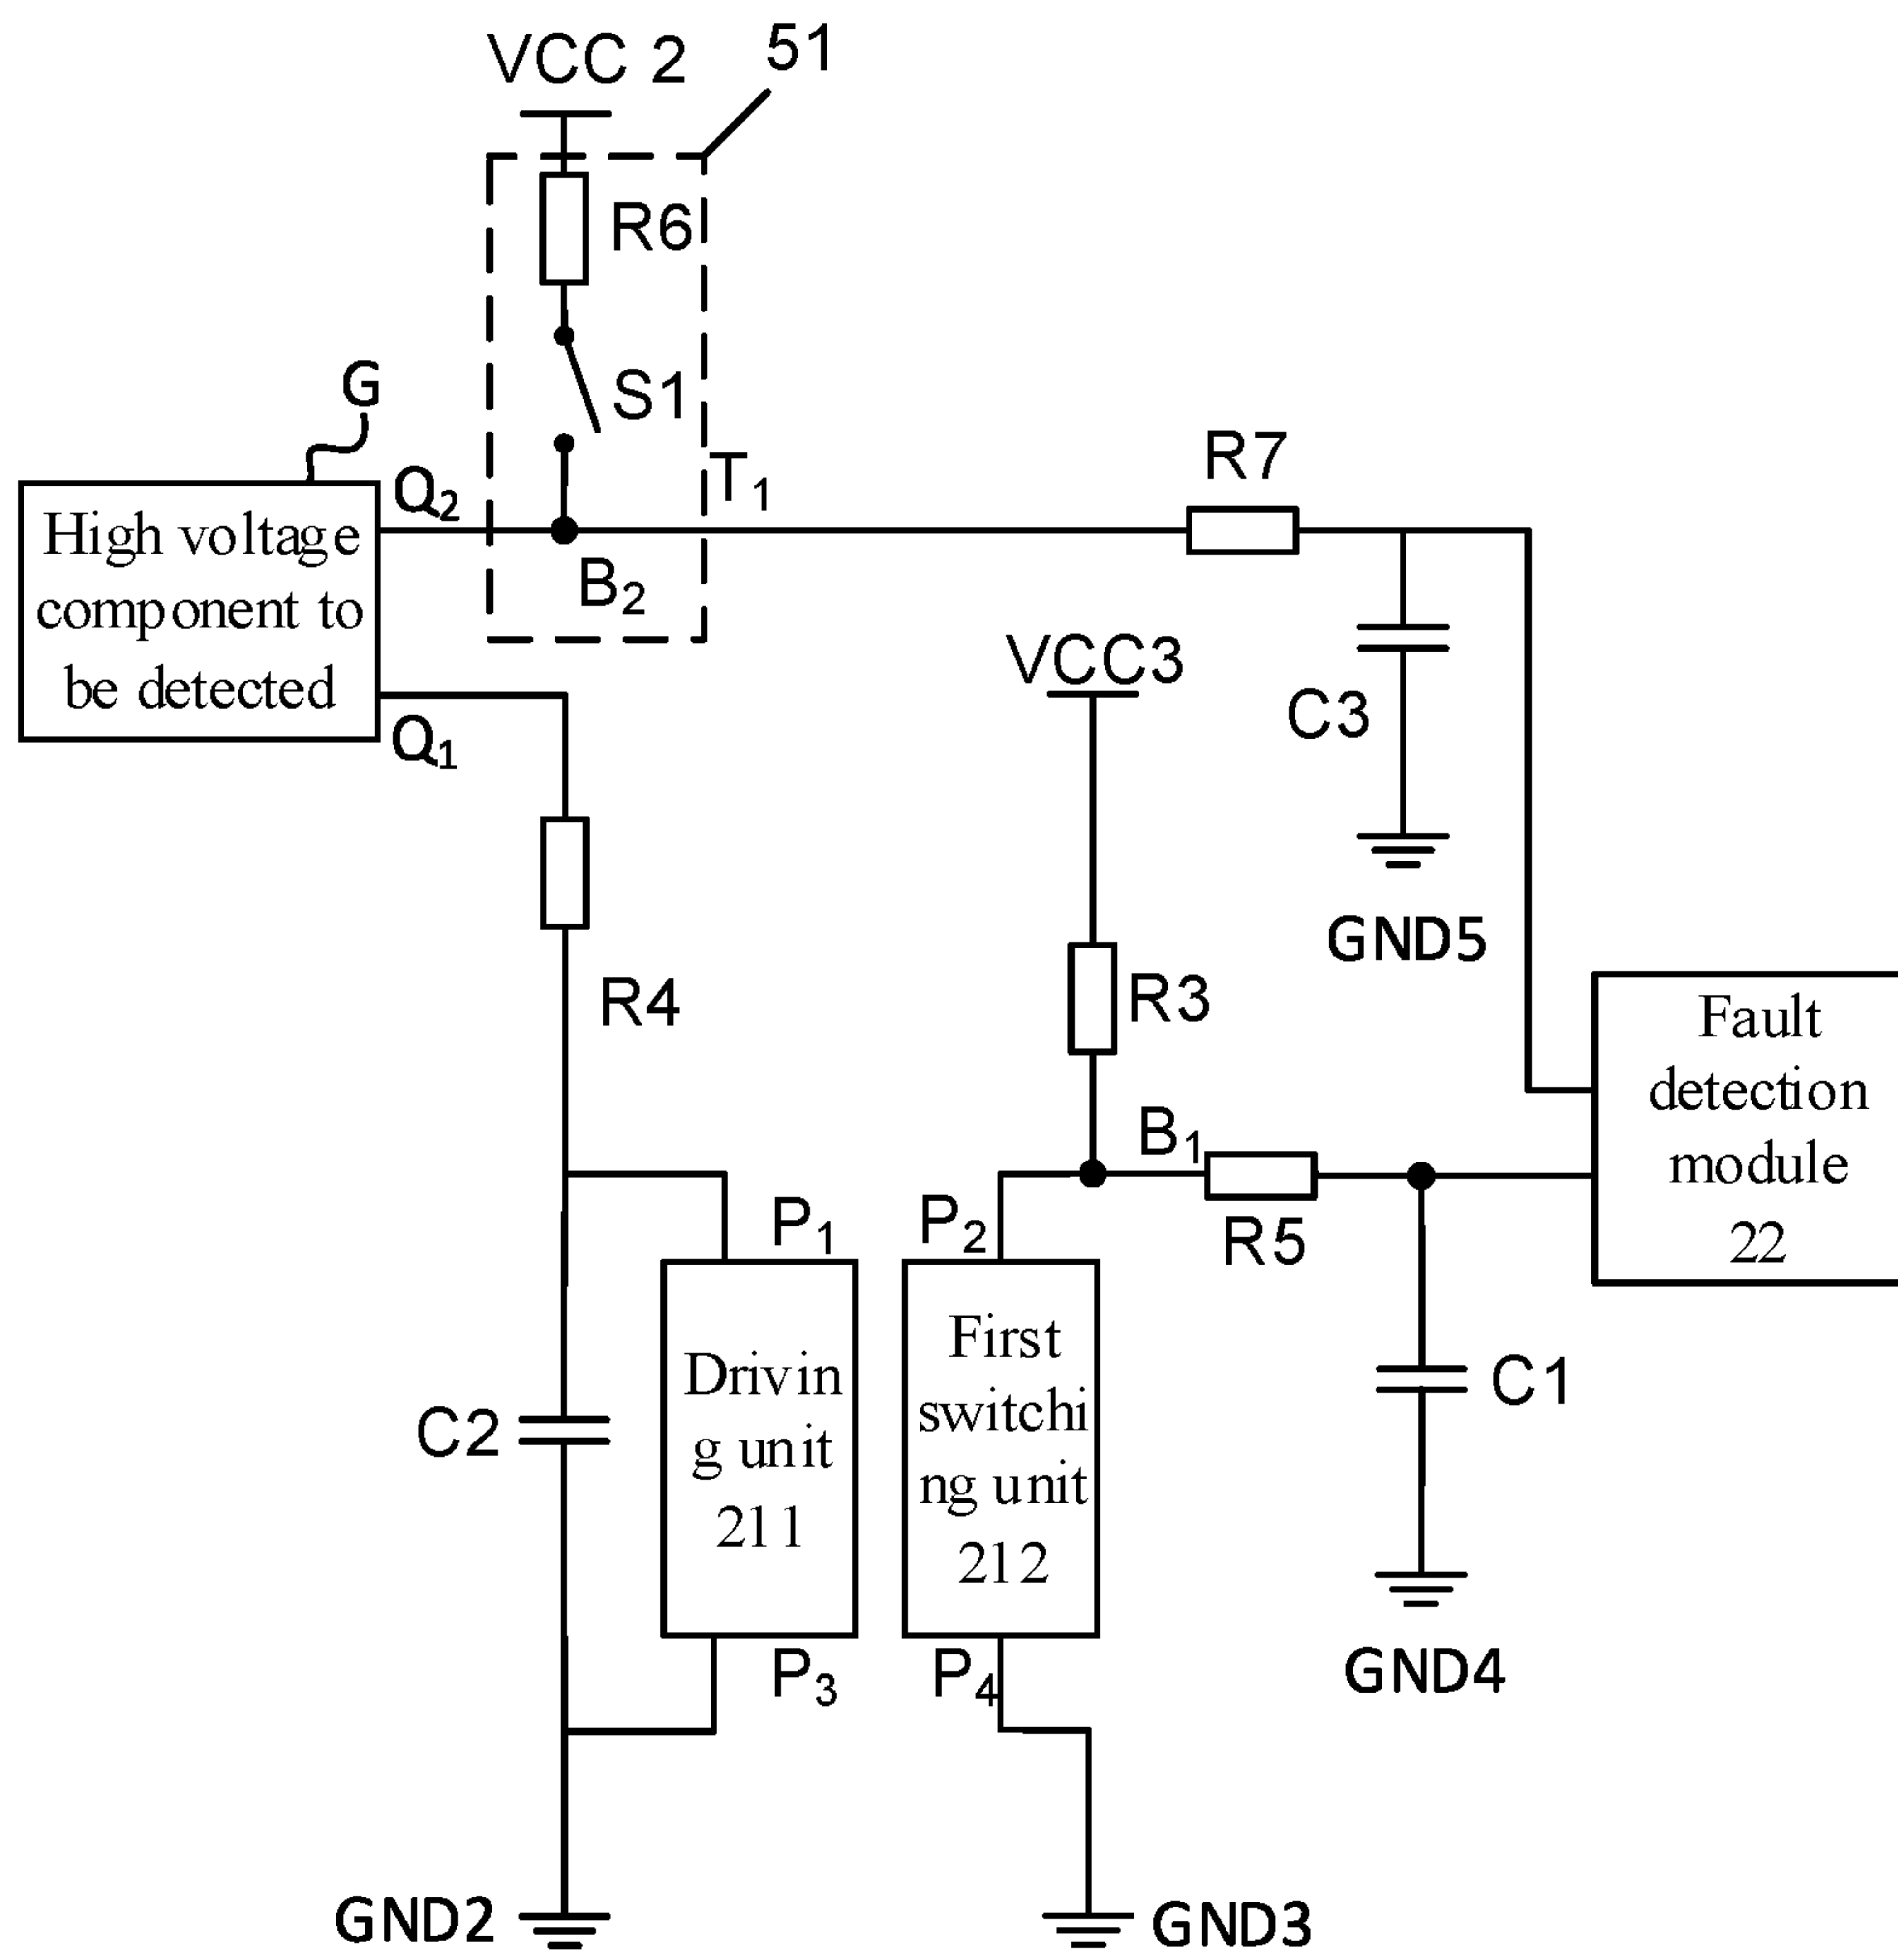 VCC 2
51
R6
S1
G
Q2
T1
R7
High voltage
component to
be detected
B2
VCC3
C3
Q1
GND5
R4
R3
Fault
detection
module
22
B1
R5
P1
P2
Drivin
g unit
211
First
switchi
ng unit
212
C2
C1
P3
P4
GND4
GND2
GND3